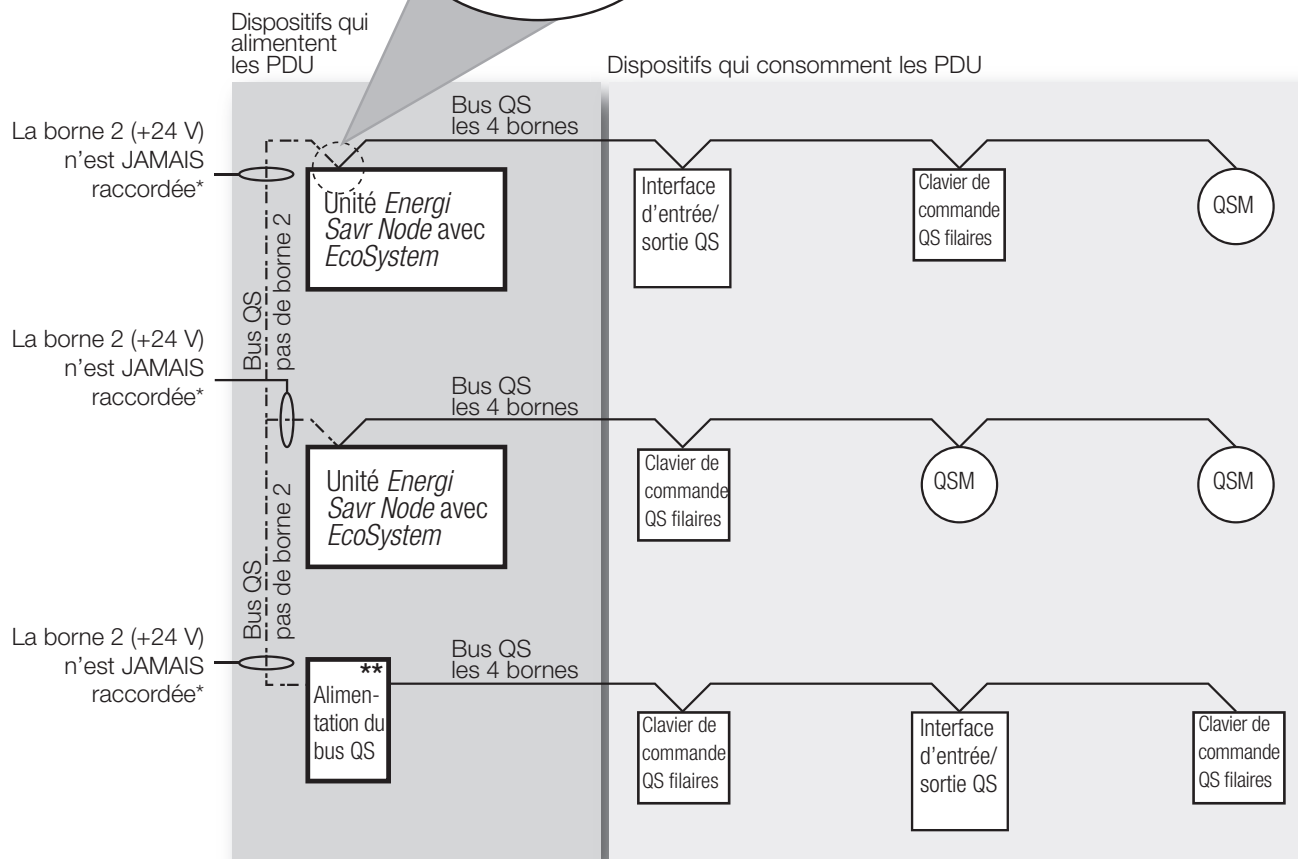 Dispositifs qui
alimentent
les PDU
Dispositifs qui consomment les PDU
La borne 2 (+24 V)
n'est JAMAIS
raccordée*
Bus QS
les 4 bornes
Unité Energi
Savr Node avec
EcoSystem
Interface
d'entrée/
sortie QS
Clavier de
commande
QS filaires
QSM
Bus QS
pas de borne 2
La borne 2 (+24 V)
n'est JAMAIS
raccordée*
Bus QS
les 4 bornes
Unité Energi
Savr Node avec
EcoSystem
Clavier de
commande
QS filaires
QSM
QSM
Bus QS
pas de borne 2
La borne 2 (+24 V)
n'est JAMAIS
raccordée*
Bus QS
les 4 bornes
**
Alimen-
tation du
bus QS
Clavier de
commande
QS filaires
Interface
d'entrée/
sortie QS
Clavier de
commande
QS filaires